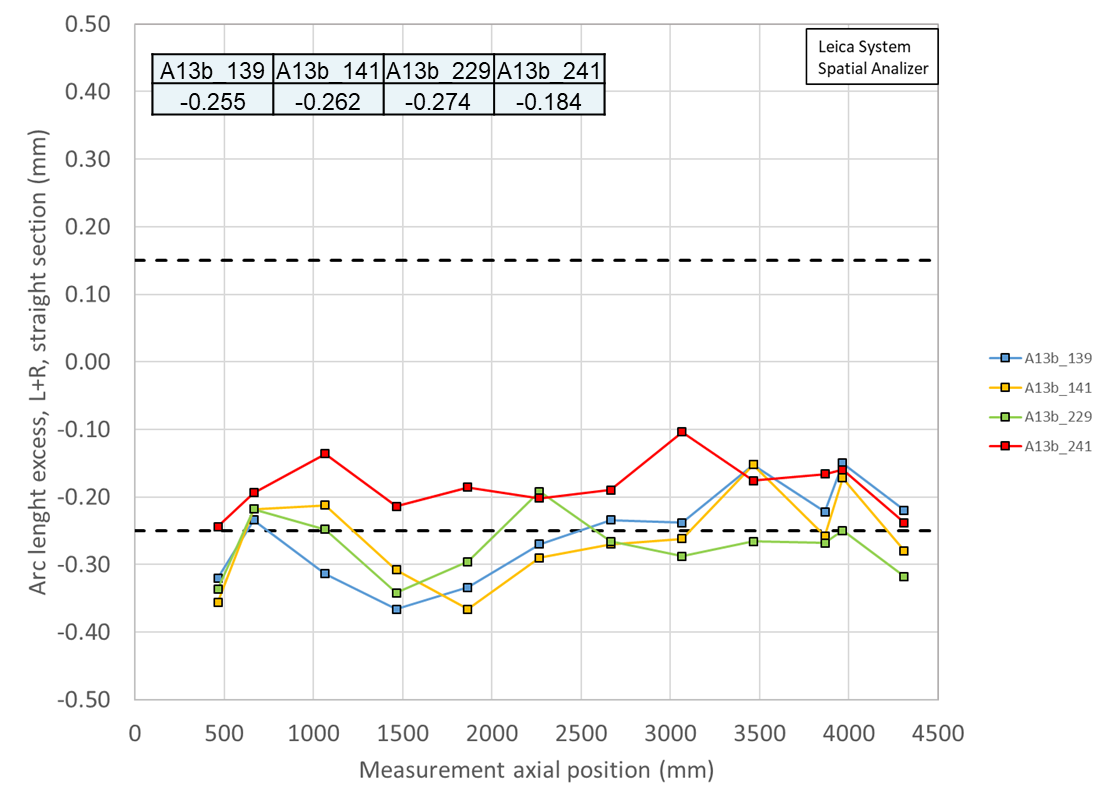 0.50
0.40
0.30
0.20
0.10
0.00
-0.10
-0.20
-0.30
-0.40
-0.50
Arc lenght excess, L+R, straight section (mm)
A13b_139 A13b_141 A13b_229 A13b_241
-0.255 -0.262 -0.274 -0.184
Leica System
Spatial Analizer
A13b_139
A13b_141
A13b_229
A13b_241
0 500 1000 1500 2000 2500 3000 3500 4000 4500
Measurement axial position (mm)